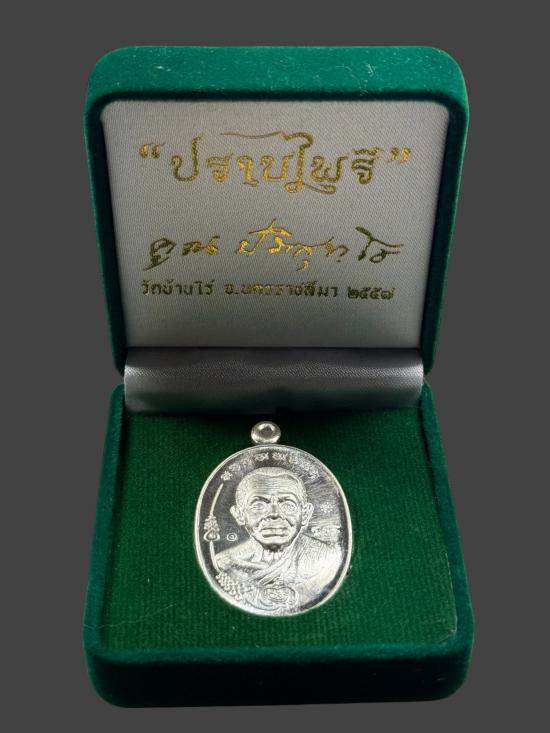 “ปราบไพรี”
คูณ ปริสุทฺโธ
วัดบ้านไร่ จ.นครราชสีมา ๒๕๕๗